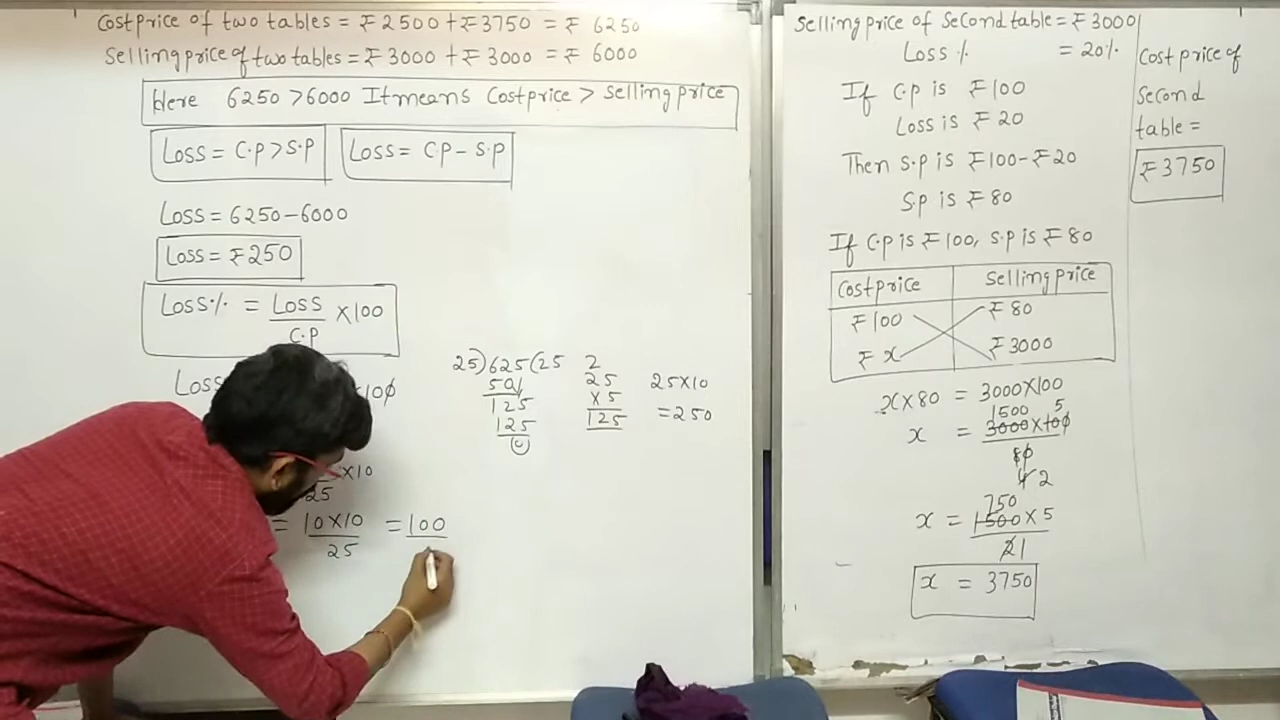 Cost price of two tables = ₹2500 + ₹3750 = ₹ 6250
Selling price of two tables = ₹ 3000 + ₹ 3000 = ₹ 6000
Here 6250 > 6000 It means Cost price > Selling price
Loss = C.P > S.P
Loss = C.P - S.P
Loss = 6250 - 6000
Loss = ₹ 250
Loss % = Loss / C.P × 100
Loss
×10
25
= 10 × 10 / 25 = 100
25)625(25
50
125
125
0
2
25
×5
125
25×10
=250
Selling price of Second table = ₹ 3000
Loss % = 20%
If C.P is ₹100
Loss is ₹ 20
Then S.P is ₹100 - ₹20
S.P is ₹ 80
If C.P is ₹100, S.P is ₹ 80
Cost price Selling price
₹100 ₹ 80
₹ x ₹ 3000
x × 80 = 3000×100
1500 5
x = 3000×100
80
4 2
750
x = 1500 × 5
2 1
x = 3750
Cost price of
Second
table =
₹3750